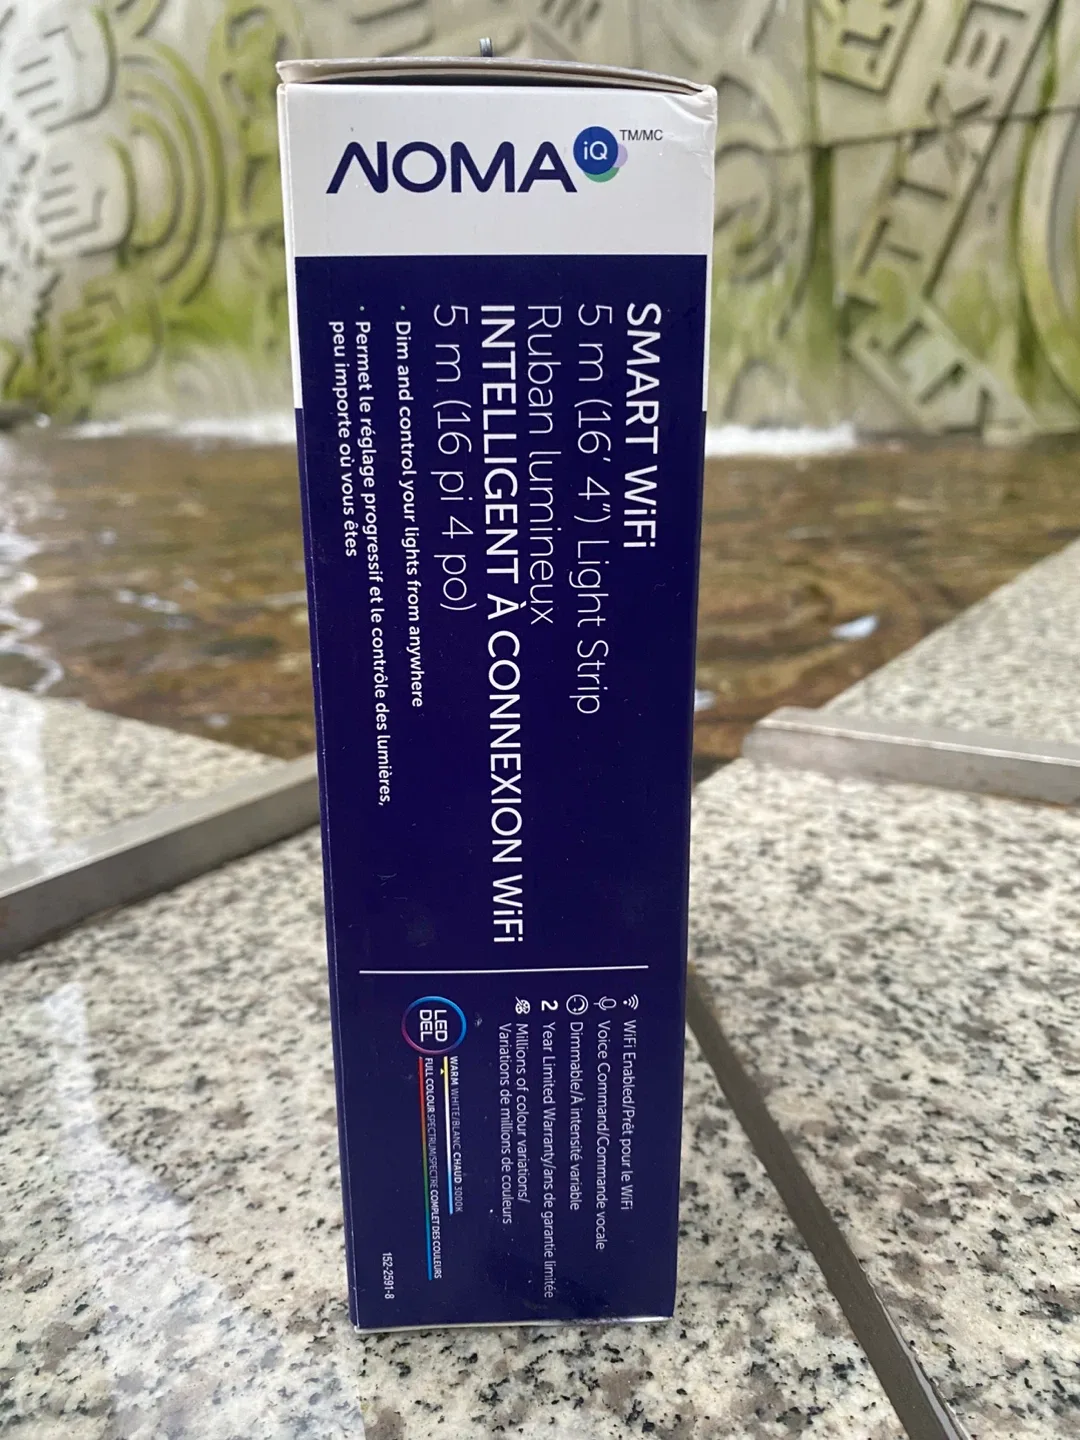 NOMA iQ TM/MC
SMART WiFi
5 m (16' 4") Light Strip
Ruban lumineux
INTELLIGENT À CONNEXION WiFi
5 m (16 pi 4 po)
· Dim and control your lights from anywhere
· Permet le réglage progressif et le contrôle des lumières,
peu importe où vous êtes
WiFi Enabled/Prêt pour le WiFi
Voice Command/Commande vocale
Dimmable/À intensité variable
2 Year Limited Warranty/ans de garantie limitée
Millions of colour variations/
Variations de millions de couleurs
LED
DEL
WARM WHITE/BLANC CHAUD 3000K
FULL COLOUR SPECTRUM/SPECTRE COMPLET DES COULEURS
152-2591-8